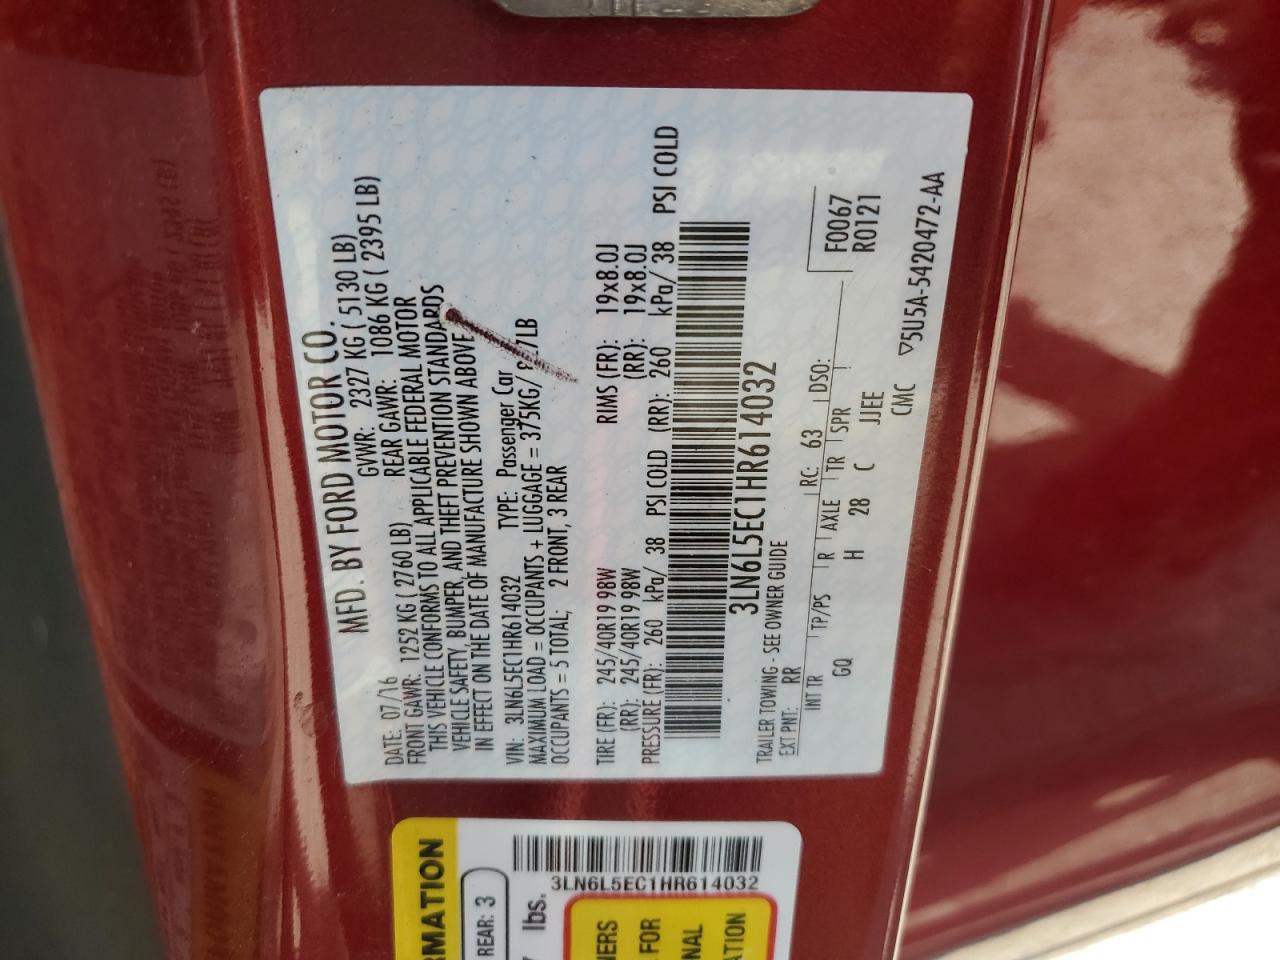 MFD. BY FORD MOTOR CO.
DATE: 07/16 GVWR: 2327 KG ( 5130 LB)
FRONT GAWR: 1252 KG ( 2760 LB) REAR GAWR: 1086 KG ( 2395 LB)
THIS VEHICLE CONFORMS TO ALL APPLICABLE FEDERAL MOTOR
VEHICLE SAFETY, BUMPER, AND THEFT PREVENTION STANDARDS
IN EFFECT ON THE DATE OF MANUFACTURE SHOWN ABOVE.
VIN: 3LN6L5EC1HR614032 TYPE: Passenger Car
MAXIMUM LOAD = OCCUPANTS + LUGGAGE = 375KG/
OCCUPANTS = 5 TOTAL; 2 FRONT, 3 REAR
TIRE (FR): 245/40R19 98W RIMS (FR): 19x8.0J
(RR): 245/40R19 98W (RR): 19x8.0J
PRESSURE (FR): 260 kPa/ 38 PSI COLD (RR): 260 kPa/ 38 PSI COLD
3LN6L5EC1HR614032
TRAILER TOWING - SEE OWNER GUIDE
EXT PNT: RR RC: 63 DSO: F0067
R0121
INT TR TP/PS R AXLE TR SPR
GQ H 28 C JJEE
CMC ▽5U5A-5420472-AA
RMATION
REAR: 3
lbs.
3LN6L5EC1HR614032
NERS
FOR
NAL
ATION